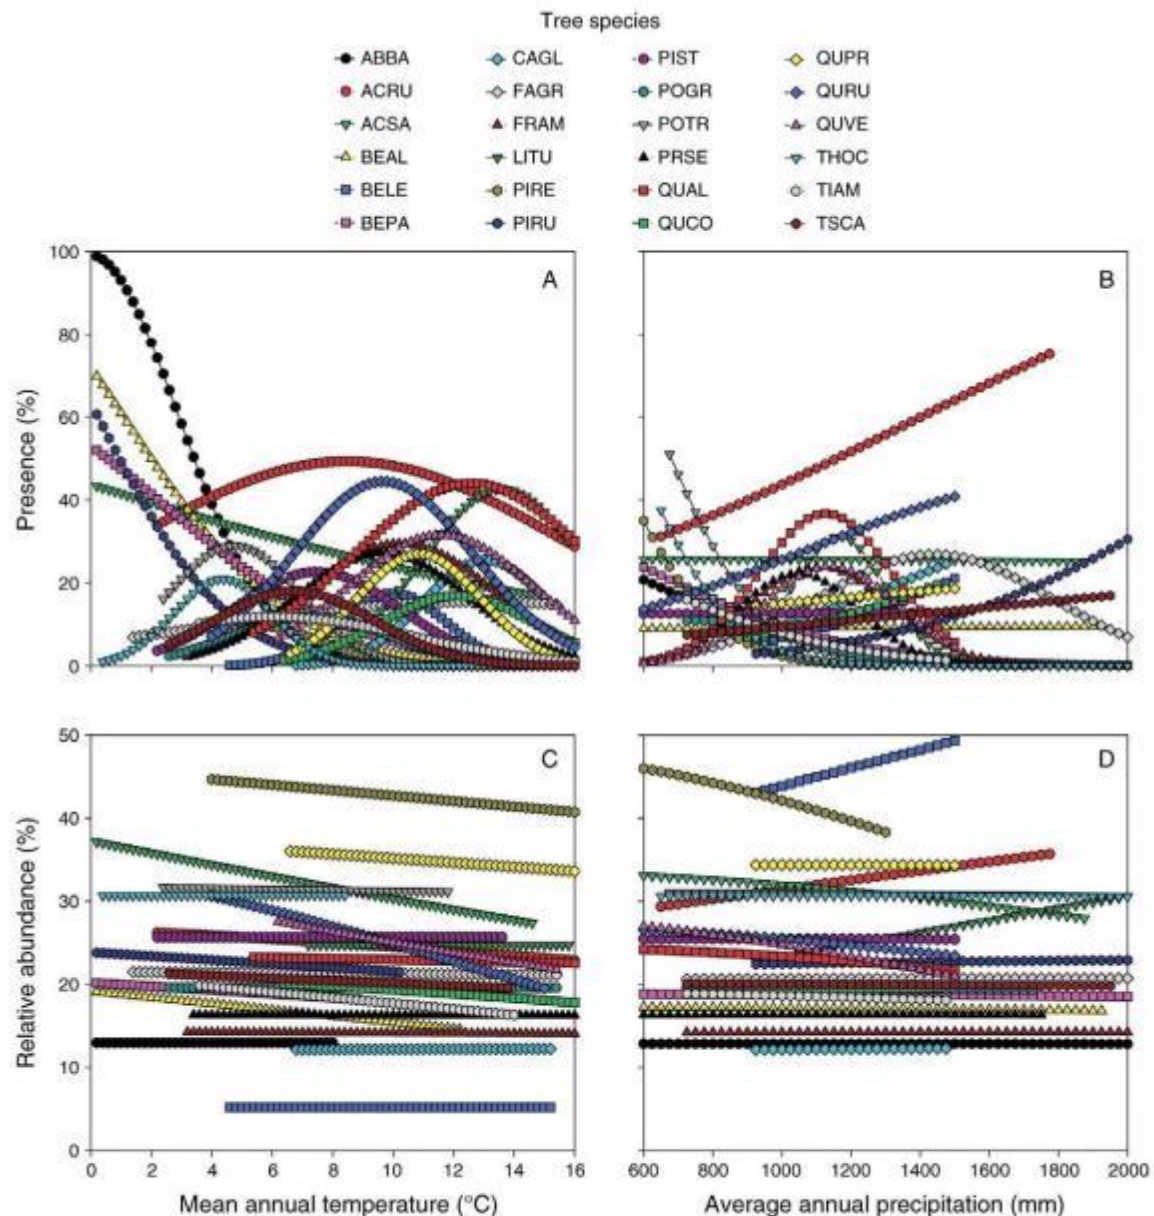 Tree species
ABBA CAGL PIST QUPR
ACRU FAGR POGR QURU
ACSA FRAM POTR QUVE
BEAL LITU PRSE THOC
BELE PIRE QUAL TIAM
BEPA PIRU QUCO TSCA
100
80
60
40
20
0
Presence (%)
A
B
50
40
30
20
10
0
Relative abundance (%)
C
D
0 2 4 6 8 10 12 14 16
600 800 1000 1200 1400 1600 1800 2000
Mean annual temperature (°C)
Average annual precipitation (mm)